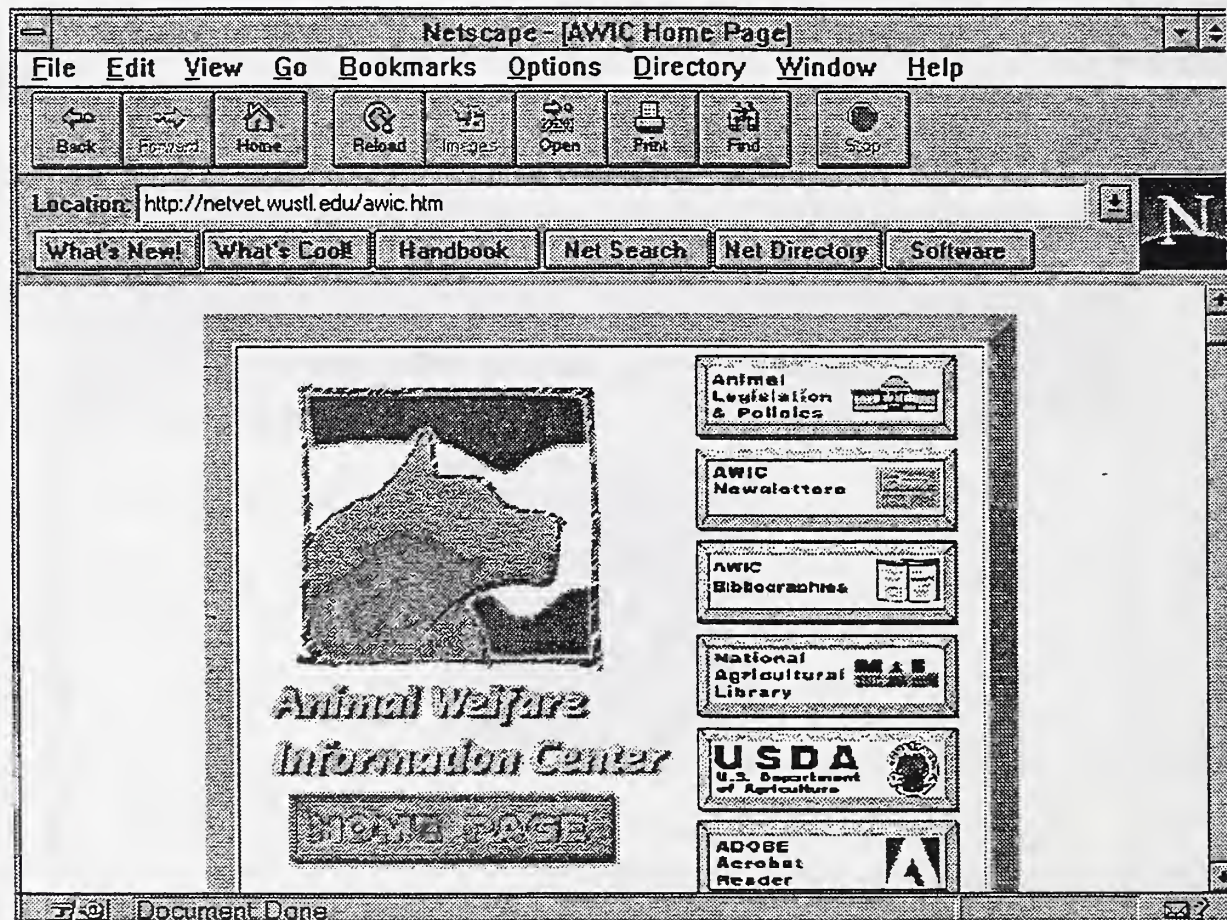 Netscape - [AWIC Home Page]
File Edit View Go Bookmarks Options Directory Window Help
Back Forward Home Reload Images Open Print Find Stop
Location: http://netvet.wustl.edu/awic.htm
N
What's New! What's Cool! Handbook Net Search Net Directory Software
Animal
Legislation
& Policies
AWIC
Newsletters
AWIC
Bibliographies
National
Agricultural
Library
USDA
U.S. Department
of Agriculture
ADOBE
Acrobat
Reader
Animal Welfare
Information Center
HOME PAGE
Document: Done